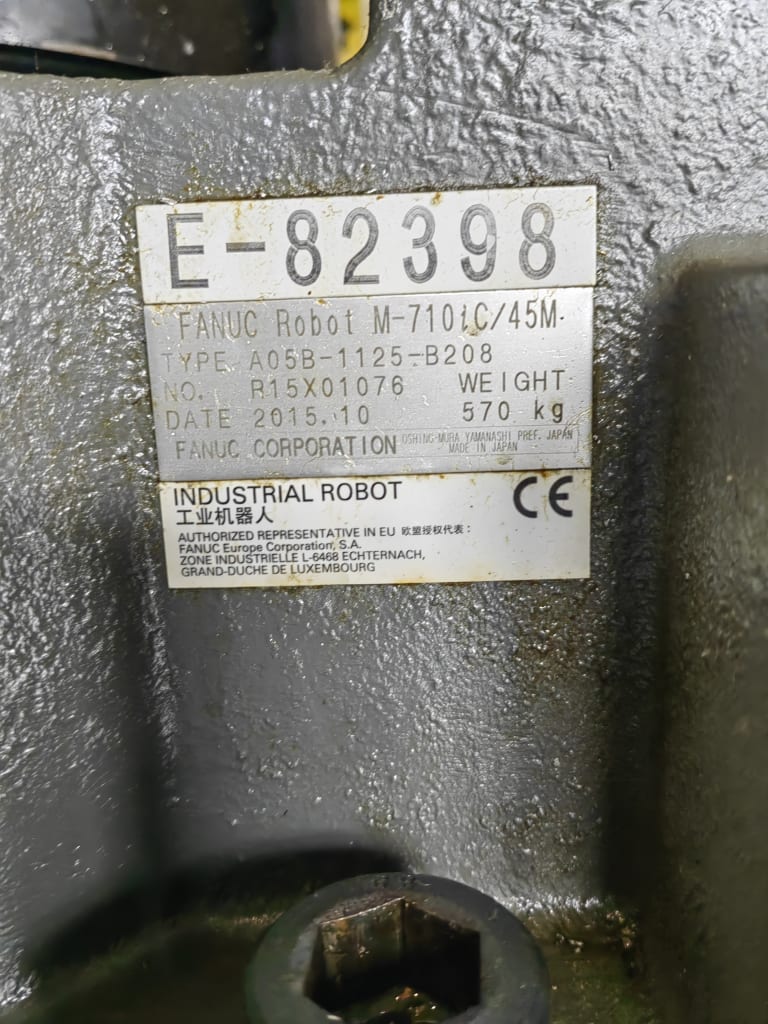 E-82398
FANUC Robot M-710iC/45M
TYPE A05B-1125-B208
NO. R15X01076 WEIGHT
DATE 2015.10 570 kg
FANUC CORPORATION OSHINO-MURA YAMANASHI PREF. JAPAN
MADE IN JAPAN
INDUSTRIAL ROBOT CE
工业机器人
AUTHORIZED REPRESENTATIVE IN EU 欧盟授权代表：
FANUC Europe Corporation, S.A.
ZONE INDUSTRIELLE L-6468 ECHTERNACH,
GRAND-DUCHE DE LUXEMBOURG